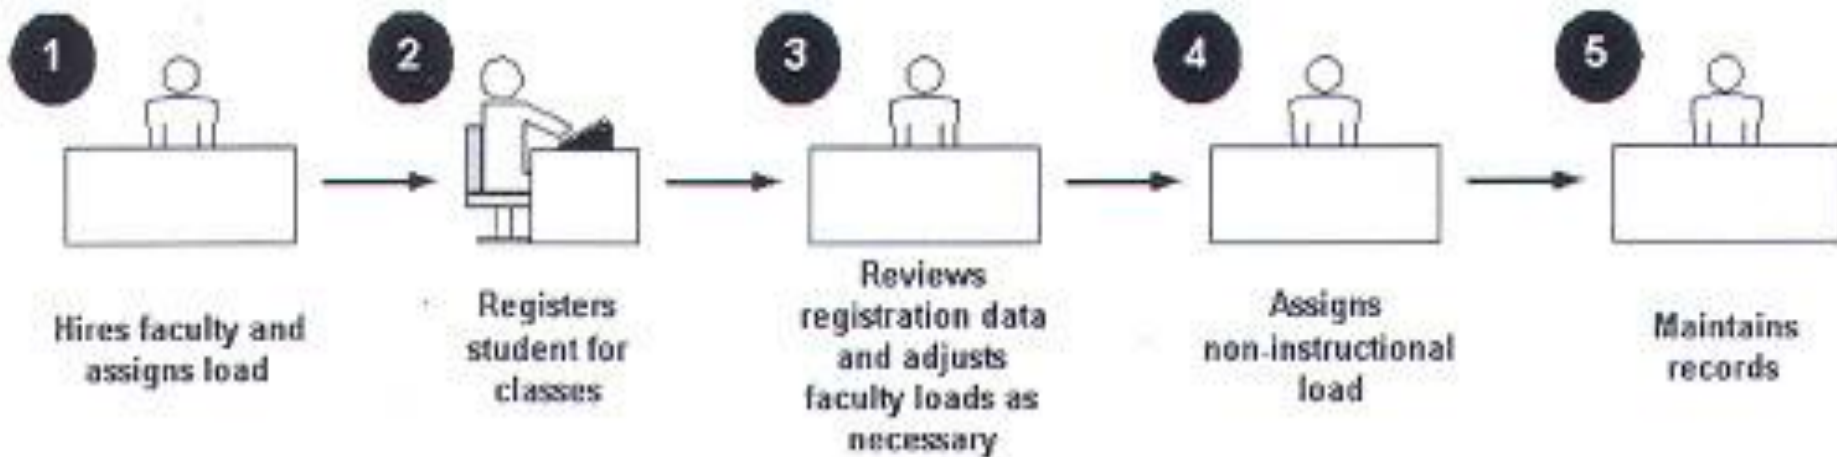 1
Hires faculty and
assigns load
2
Registers
student for
classes
3
Reviews
registration data
and adjusts
faculty loads as
necessary
4
Assigns
non-instructional
load
5
Maintains
records